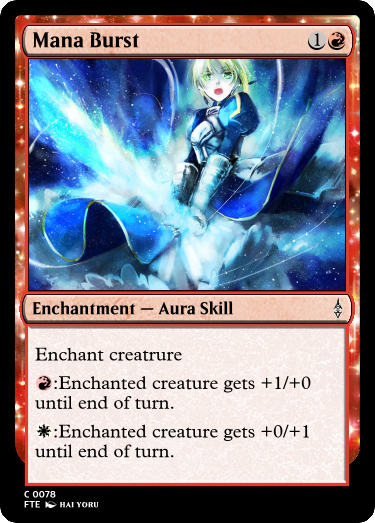 Mana Burst 1
Enchantment — Aura Skill
Enchant creatrure
:Enchanted creature gets +1/+0
until end of turn.
:Enchanted creature gets +0/+1
until end of turn.
C 0078
FTE HAI YORU